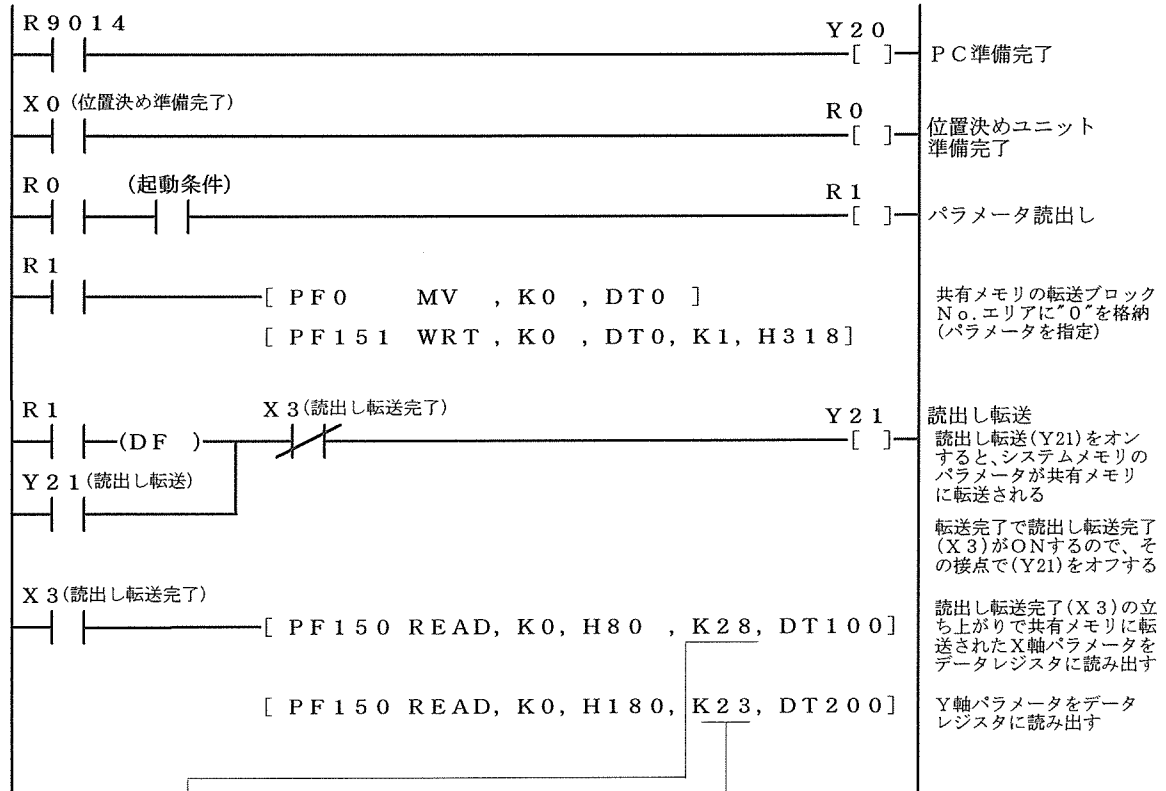 R9014
Y20
[ ]
PC準備完了
X0(位置決め準備完了)
R0
[ ]
位置決めユニット
準備完了
R0 (起動条件)
R1
[ ]
パラメータ読出し
R1
[ PF0 MV , K0 , DT0 ]
[ PF151 WRT , K0 , DT0, K1, H318]
共有メモリの転送ブロック
No.エリアに"0"を格納
(パラメータを指定)
R1
(DF )
X3(読出し転送完了)
Y21
[ ]
Y21(読出し転送)
読出し転送
読出し転送(Y21)をオン
すると、システムメモリの
パラメータが共有メモリ
に転送される
転送完了で読出し転送完了
(X3)がONするので、そ
の接点で(Y21)をオフする
X3(読出し転送完了)
[ PF150 READ, K0, H80 , K28, DT100]
[ PF150 READ, K0, H180, K23, DT200]
読出し転送完了(X3)の立
ち上がりで共有メモリに転
送されたX軸パラメータを
データレジスタに読み出す
Y軸パラメータをデータ
レジスタに読み出す